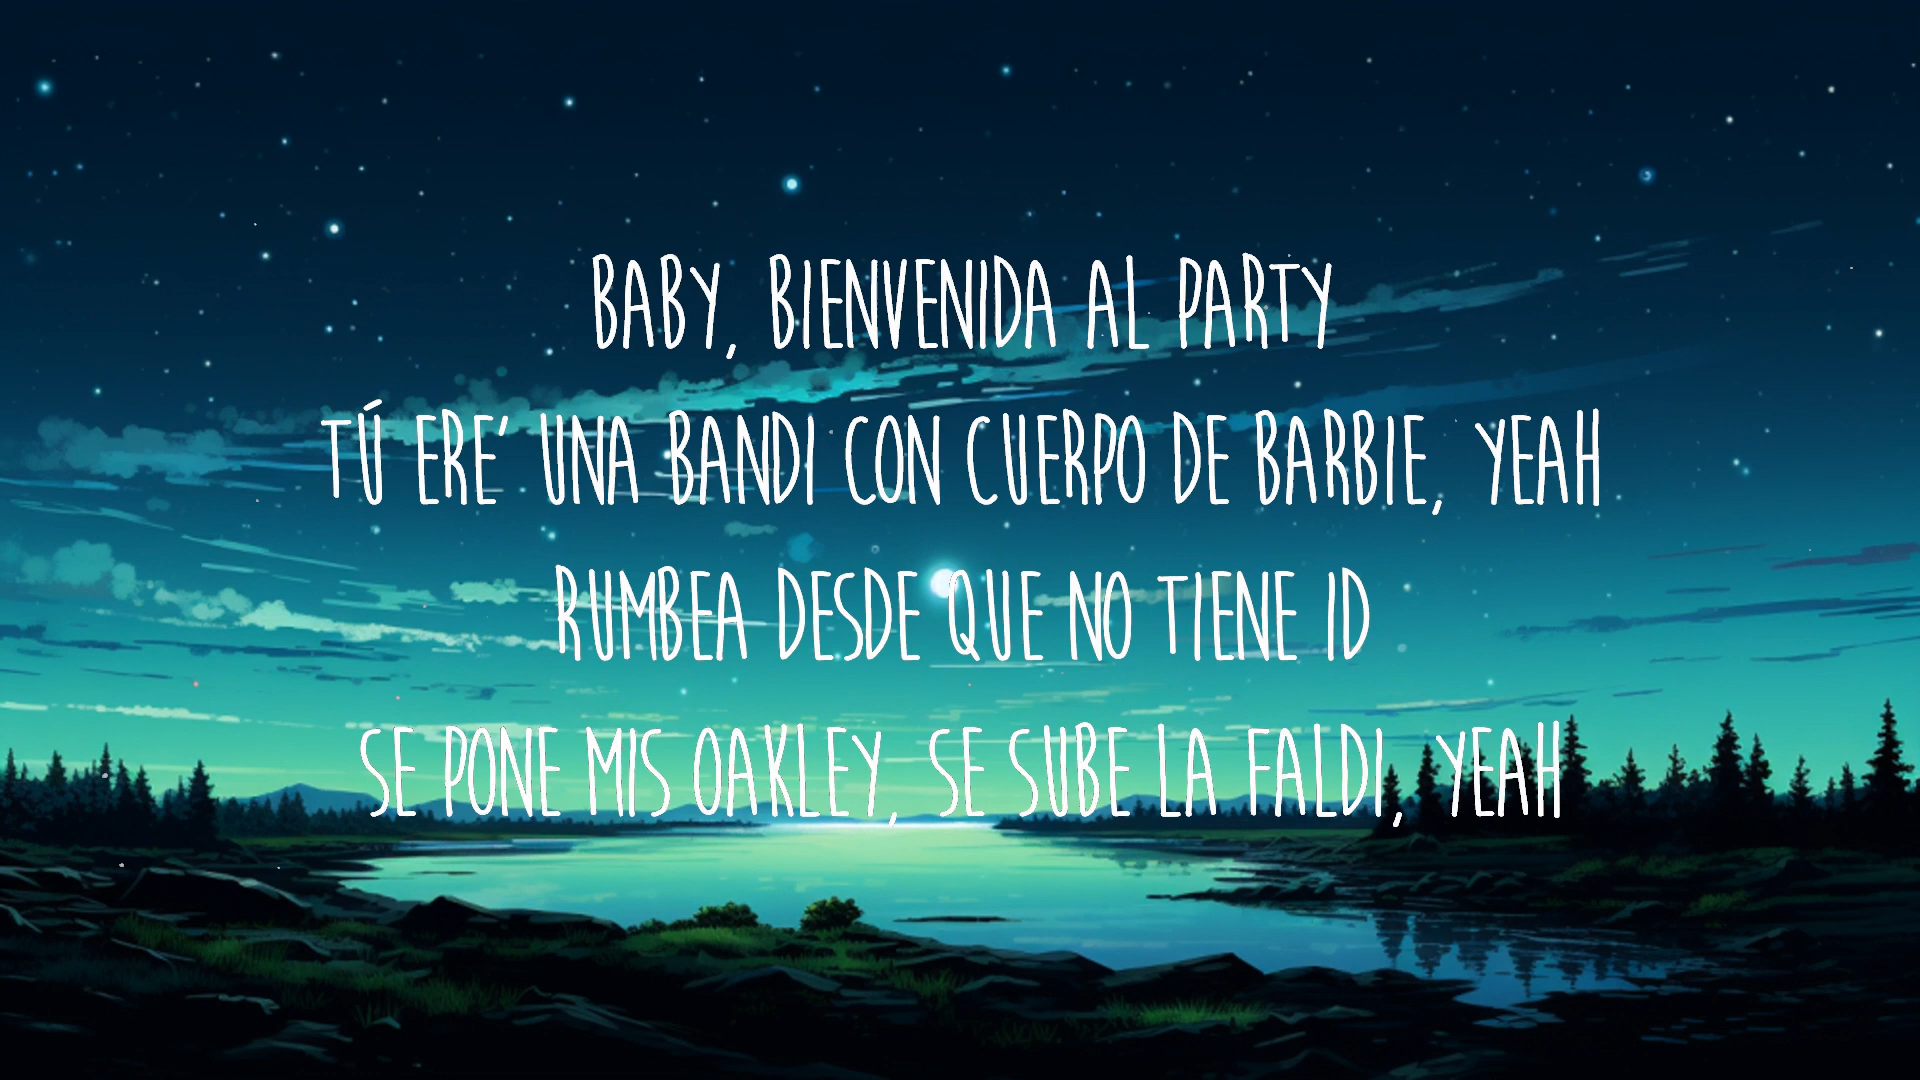 BABY, BIENVENIDA AL PARTY
TÚ ERE' UNA BANDI CON CUERPO DE BARBIE, YEAH
RUMBEA DESDE QUE NO TIENE ID
SE PONE MIS OAKLEY, SE SUBE LA FALDI, YEAH